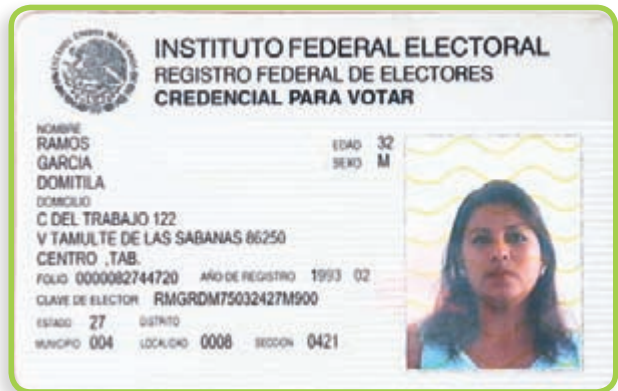 INSTITUTO FEDERAL ELECTORAL
REGISTRO FEDERAL DE ELECTORES
CREDENCIAL PARA VOTAR
NOMBRE
RAMOS EDAD 32
GARCIA SEXO M
DOMITILA
DOMICILIO
C DEL TRABAJO 122
V TAMULTE DE LAS SABANAS 86250
CENTRO ,TAB.
FOLIO 0000082744720 AÑO DE REGISTRO 1993 02
CLAVE DE ELECTOR RMGRDM75032427M900
ESTADO 27 DISTRITO
MUNICIPIO 004 LOCALIDAD 0008 SECCION 0421